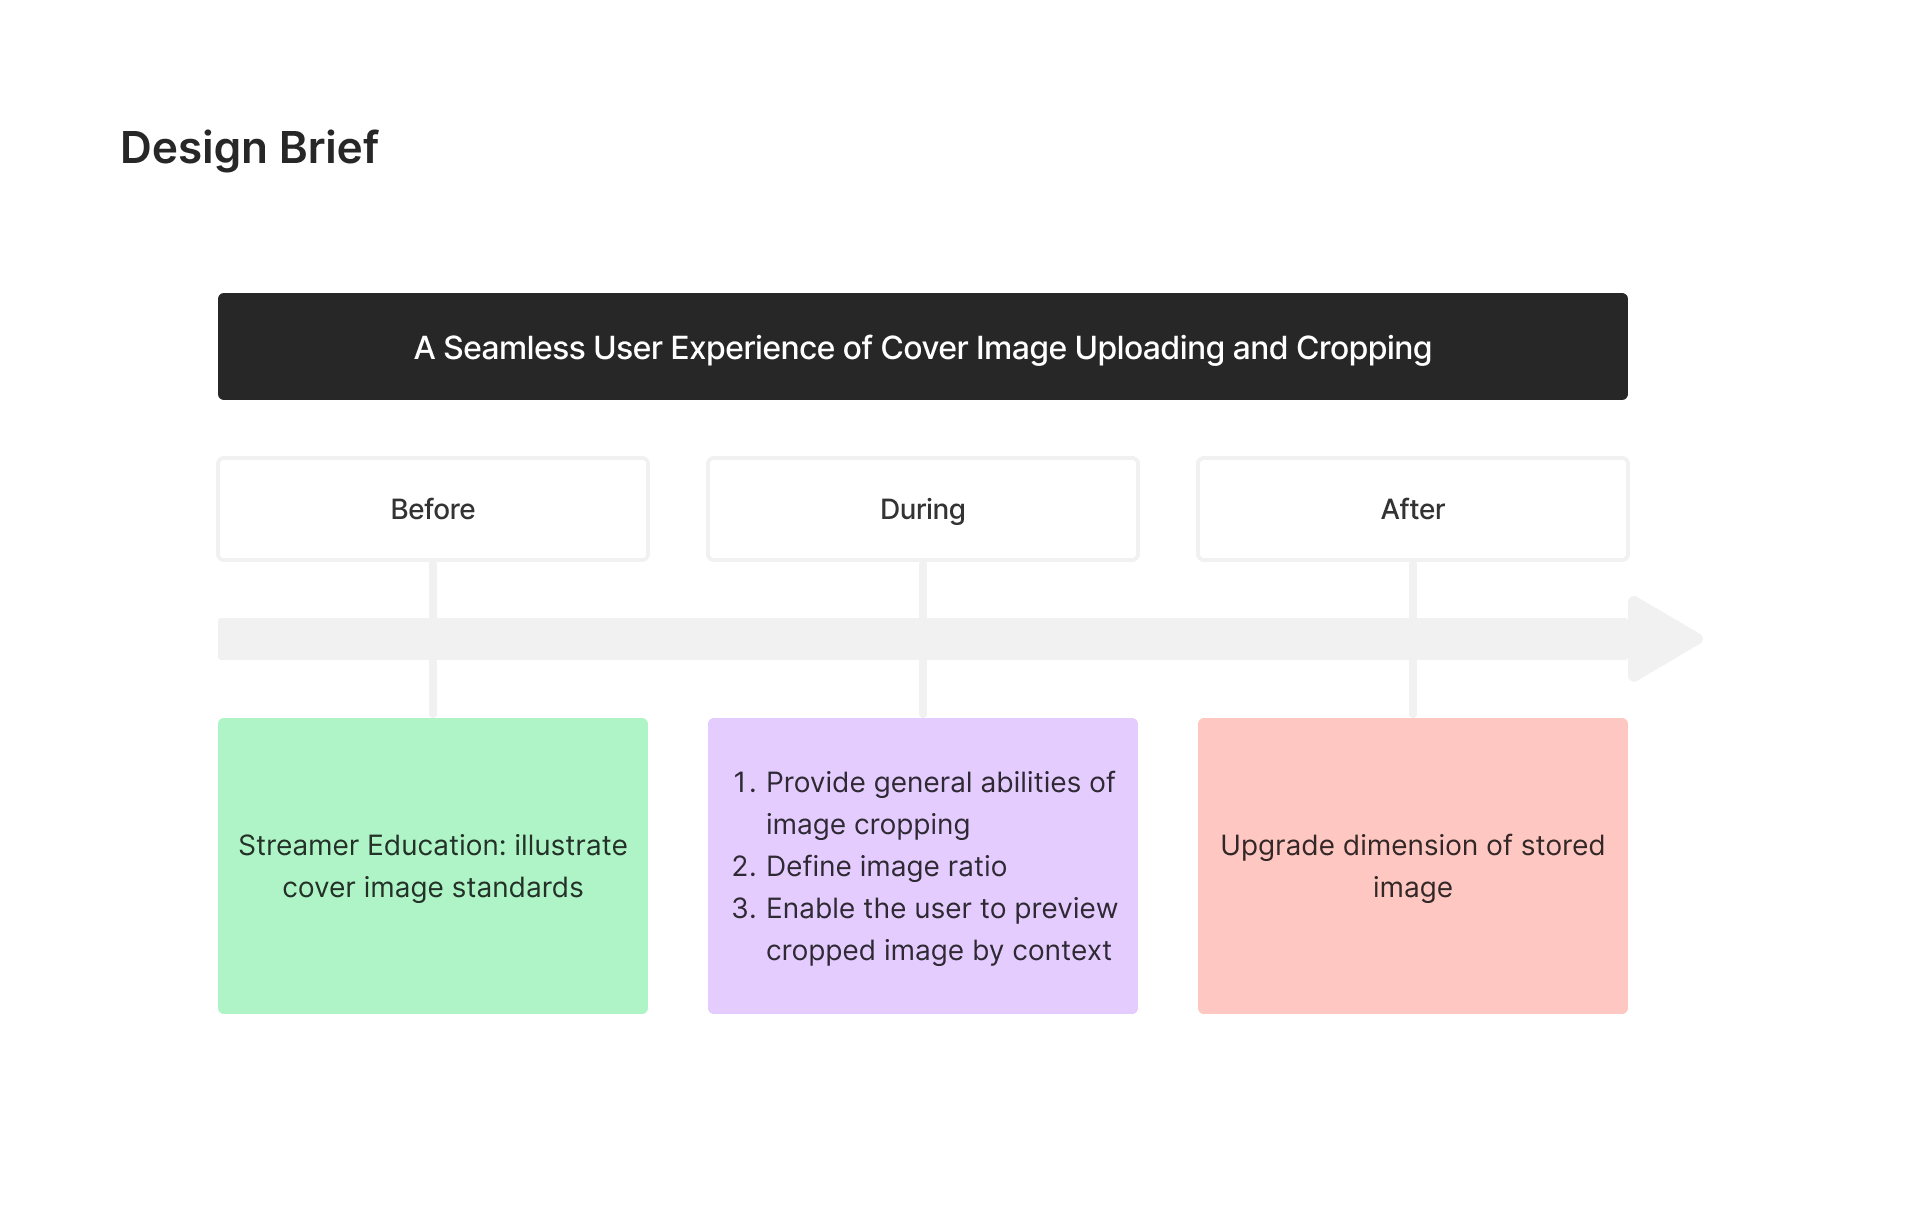 Design Brief
A Seamless User Experience of Cover Image Uploading and Cropping
Before
During
After
Streamer Education: illustrate
cover image standards
1. Provide general abilities of
image cropping
2. Define image ratio
3. Enable the user to preview
cropped image by context
Upgrade dimension of stored
image